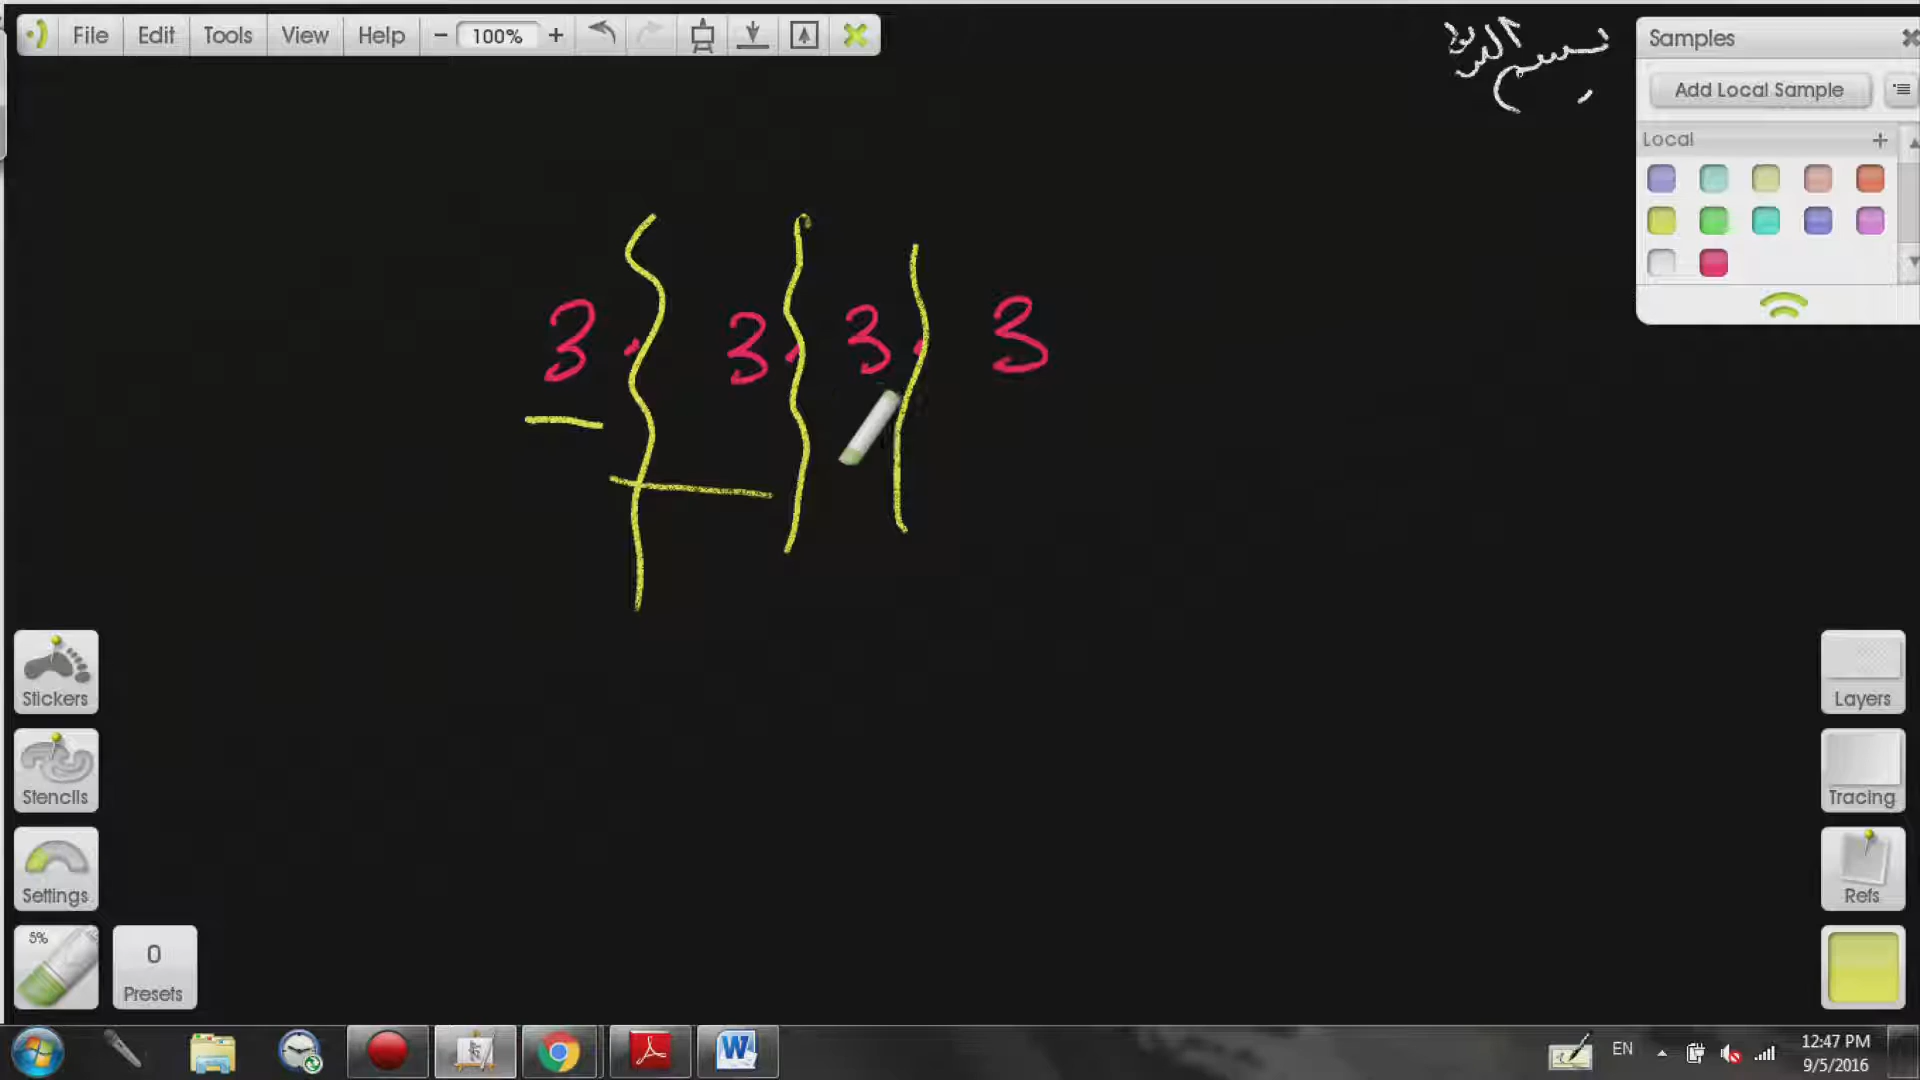 File Edit Tools View Help − 100% +
بسم الله
Samples
Add Local Sample
Local +
3. 3. 3. 3
Stickers
Stencils
Settings
5%
0
Presets
Layers
Tracing
Refs
EN
12:47 PM
9/5/2016